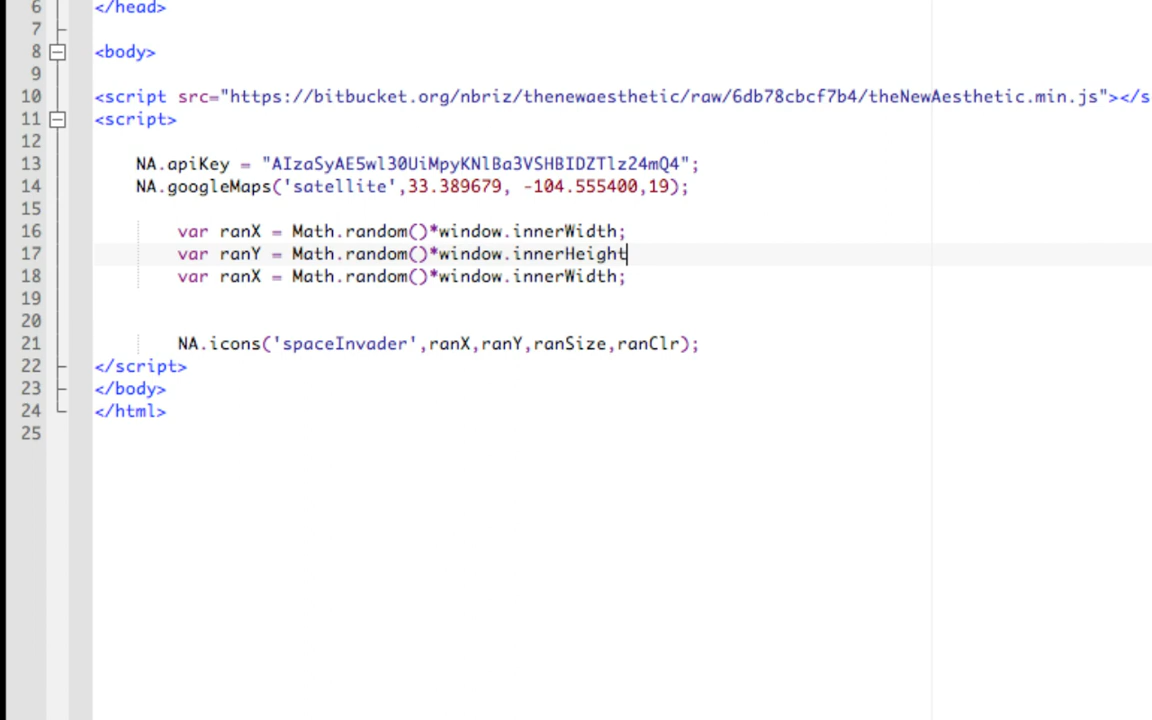 6 </head>
7
8 <body>
9
10 <script src="https://bitbucket.org/nbriz/thenewaesthetic/raw/6db78cbcf7b4/theNewAesthetic.min.js"></s
11 <script>
12
13 NA.apiKey = "AIzaSyAE5wl30UiMpyKNlBa3VSHBIDZTlz24mQ4";
14 NA.googleMaps('satellite',33.389679, -104.555400,19);
15
16 var ranX = Math.random()*window.innerWidth;
17 var ranY = Math.random()*window.innerHeight
18 var ranX = Math.random()*window.innerWidth;
19
20
21 NA.icons('spaceInvader',ranX,ranY,ranSize,ranClr);
22 </script>
23 </body>
24 </html>
25